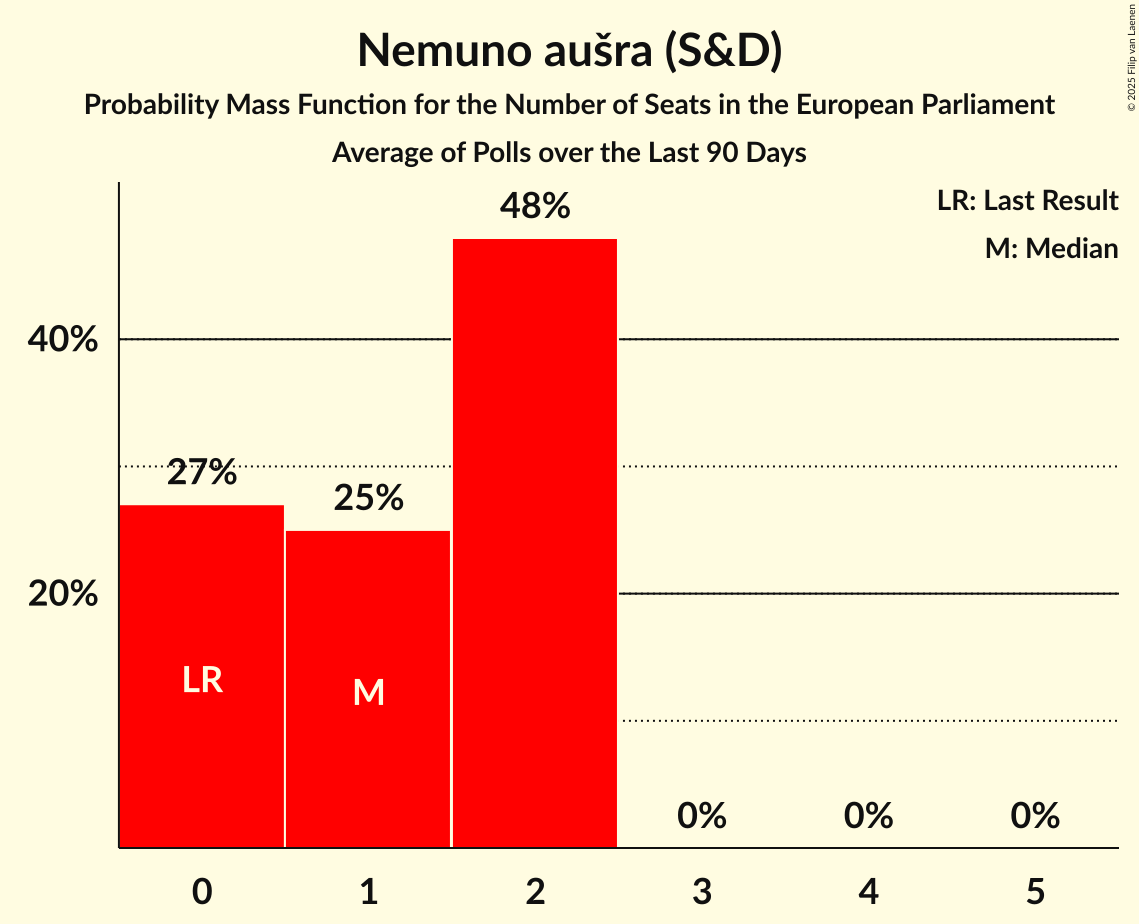 Nemuno aušra (S&D)
Probability Mass Function for the Number of Seats in the European Parliament
Average of Polls over the Last 90 Days
© 2025 Filip van Laenen
LR: Last Result
M: Median
48%
40%
27%
25%
20%
LR
M
0%
0%
0%
0
1
2
3
4
5